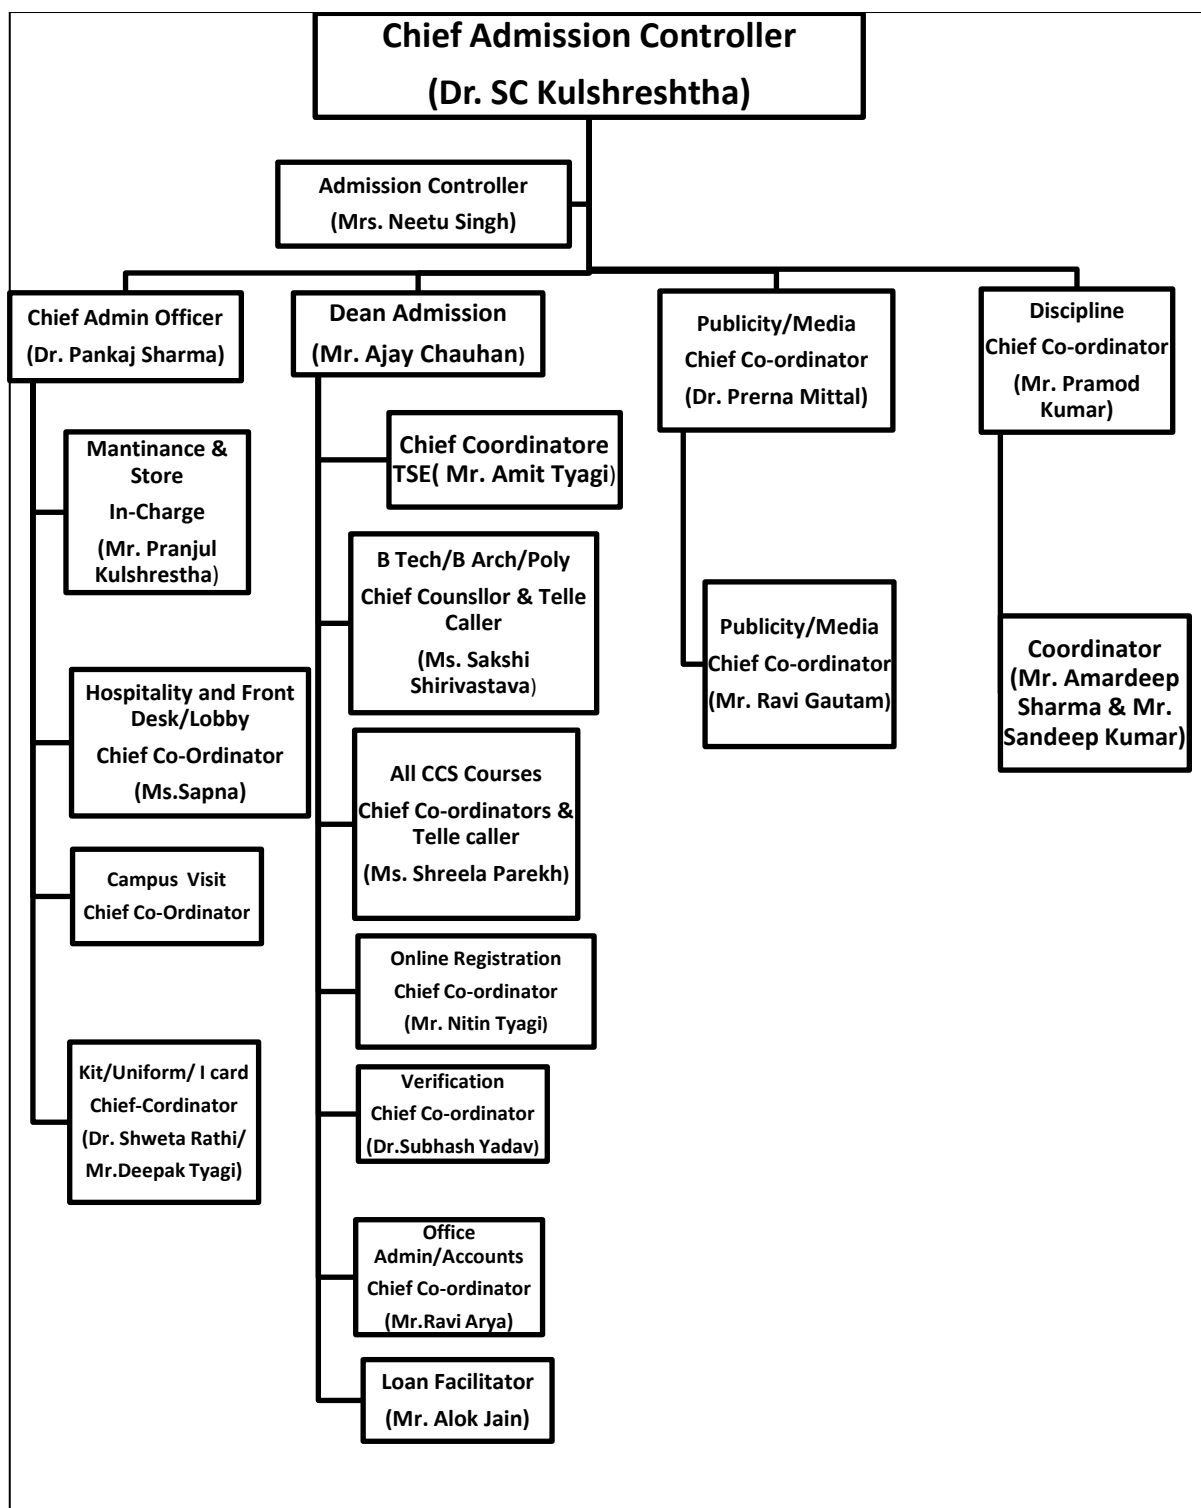 Chief Admission Controller
(Dr. SC Kulshreshtha)
Admission Controller
(Mrs. Neetu Singh)
Chief Admin Officer
(Dr. Pankaj Sharma)
Mantinance &
Store
In-Charge
(Mr. Pranjul
Kulshrestha)
Hospitality and Front
Desk/Lobby
Chief Co-Ordinator
(Ms.Sapna)
Campus Visit
Chief Co-Ordinator
Kit/Uniform/ I card
Chief-Cordinator
(Dr. Shweta Rathi/
Mr.Deepak Tyagi)
Dean Admission
(Mr. Ajay Chauhan)
Chief Coordinatore
TSE( Mr. Amit Tyagi)
B Tech/B Arch/Poly
Chief Counsllor & Telle
Caller
(Ms. Sakshi
Shirivastava)
All CCS Courses
Chief Co-ordinators &
Telle caller
(Ms. Shreela Parekh)
Online Registration
Chief Co-ordinator
(Mr. Nitin Tyagi)
Verification
Chief Co-ordinator
(Dr.Subhash Yadav)
Office
Admin/Accounts
Chief Co-ordinator
(Mr.Ravi Arya)
Loan Facilitator
(Mr. Alok Jain)
Publicity/Media
Chief Co-ordinator
(Dr. Prerna Mittal)
Publicity/Media
Chief Co-ordinator
(Mr. Ravi Gautam)
Discipline
Chief Co-ordinator
(Mr. Pramod
Kumar)
Coordinator
(Mr. Amardeep
Sharma & Mr.
Sandeep Kumar)